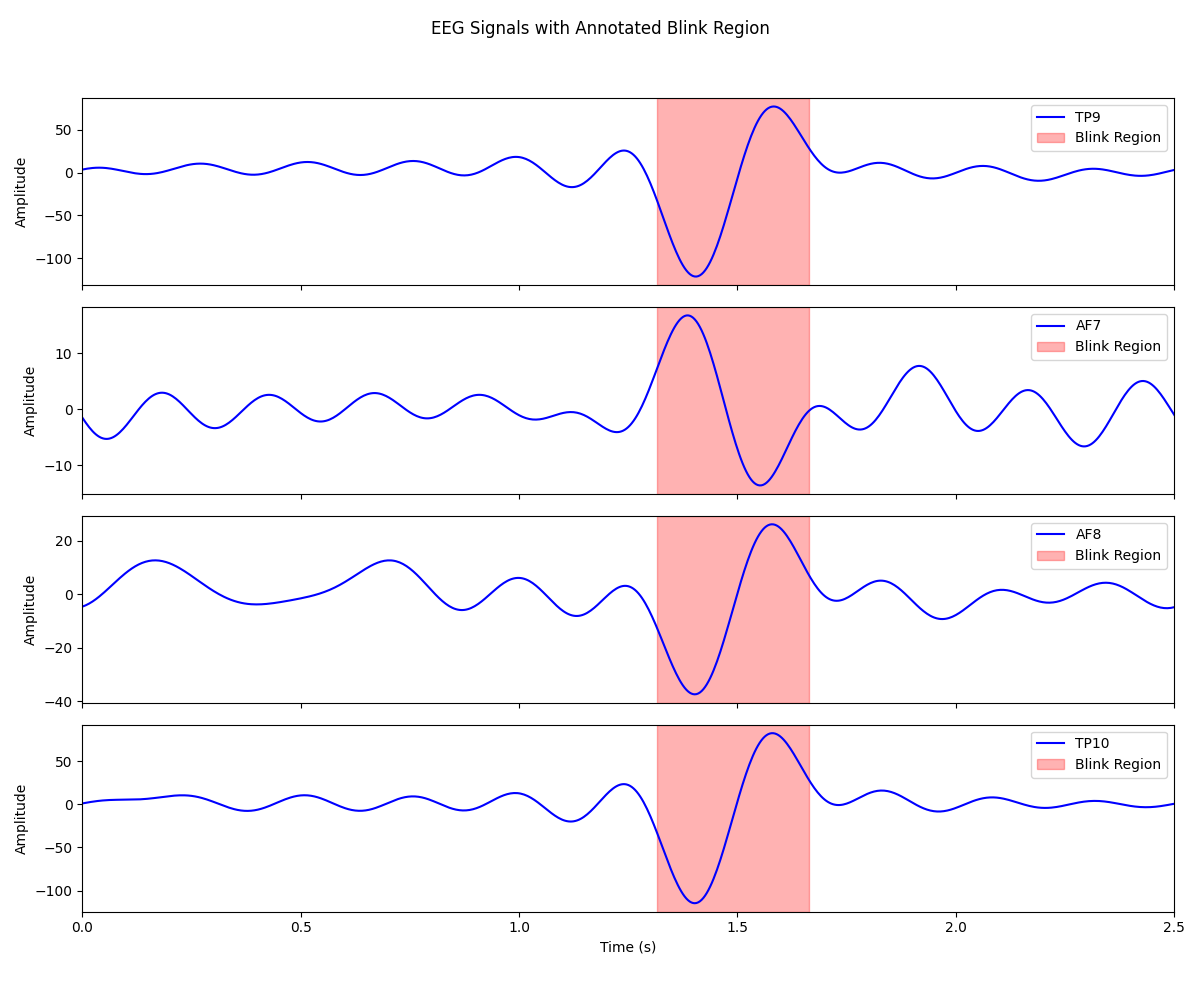 EEG Signals with Annotated Blink Region
TP9
Blink Region
50
0
−50
−100
Amplitude
AF7
Blink Region
10
0
−10
Amplitude
AF8
Blink Region
20
0
−20
−40
Amplitude
TP10
Blink Region
50
0
−50
−100
Amplitude
0.0 0.5 1.0 1.5 2.0 2.5
Time (s)